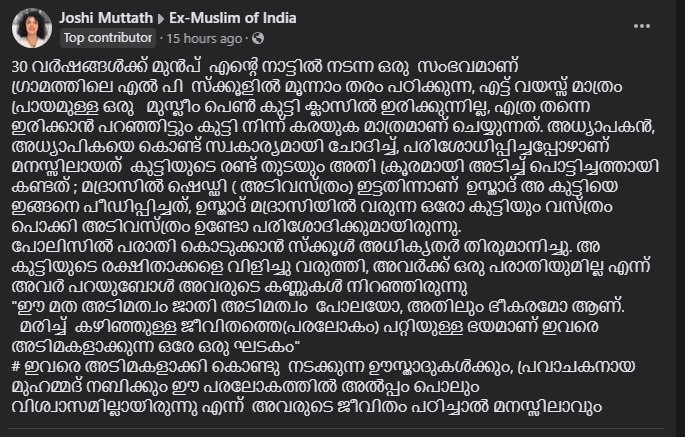 Joshi Muttath ▸ Ex-Muslim of India
Top contributor · 15 hours ago ·
30 വർഷങ്ങൾക്ക് മുൻപ് എന്റെ നാട്ടിൽ നടന്ന ഒരു സംഭവമാണ്
ഗ്രാമത്തിലെ എൽ പി സ്ക്കൂളിൽ മൂന്നാം തരം പഠിക്കുന്ന, എട്ട് വയസ്സ് മാത്രം
പ്രായമുള്ള ഒരു മുസ്ലീം പെൺ കുട്ടി ക്ലാസിൽ ഇരിക്കുന്നില്ല, എത്ര തന്നെ
ഇരിക്കാൻ പറഞ്ഞിട്ടും കുട്ടി നിന്ന് കരയുക മാത്രമാണ് ചെയ്യുന്നത്. അധ്യാപകൻ,
അധ്യാപികയെ കൊണ്ട് സ്വകാര്യമായി ചോദിച്ച്, പരിശോധിപ്പിച്ചപ്പോഴാണ്
മനസ്സിലായത് കുട്ടിയുടെ രണ്ട് തുടയും അതി ക്രൂരമായി അടിച്ച് പൊട്ടിച്ചത്തായി
കണ്ടത് ; മദ്രാസിൽ ഷെഡ്ഡി ( അടിവസ്ത്രം) ഇട്ടതിന്നാണ് ഉസ്താദ് അ കുട്ടിയെ
ഇങ്ങനെ പീഡിപ്പിച്ചത്, ഉസ്താദ് മദ്രാസിയിൽ വരുന്ന ഒരോ കുട്ടിയും വസ്ത്രം
പൊക്കി അടിവസ്ത്രം ഉണ്ടോ പരിശോദിക്കുമായിരുന്നു.
പോലിസിൽ പരാതി കൊടുക്കാൻ സ്ക്കൂൾ അധികൃതർ തിരുമാനിച്ചു. അ
കുട്ടിയുടെ രക്ഷിതാക്കളെ വിളിച്ചു വരുത്തി, അവർക്ക് ഒരു പരാതിയുമില്ല എന്ന്
അവർ പറയുബോൾ അവരുടെ കണ്ണുകൾ നിറഞ്ഞിരുന്നു
"ഈ മത അടിമത്വം ജാതി അടിമത്വം പോലയോ, അതിലും ഭീകരമോ ആണ്.
മരിച്ച് കഴിഞ്ഞുള്ള ജീവിതത്തെ(പരലോകം) പറ്റിയുള്ള ഭയമാണ് ഇവരെ
അടിമകളാക്കുന്ന ഒരേ ഒരു ഘടകം"
# ഇവരെ അടിമകളാക്കി കൊണ്ടു നടക്കുന്ന ഊസ്താദുകൾക്കും, പ്രവാചകനായ
മുഹമ്മദ് നബിക്കും ഈ പരലോകത്തിൽ അൽപ്പം പൊലും
വിശ്വാസമില്ലായിരുന്നു എന്ന് അവരുടെ ജീവിതം പഠിച്ചാൽ മനസ്സിലാവും